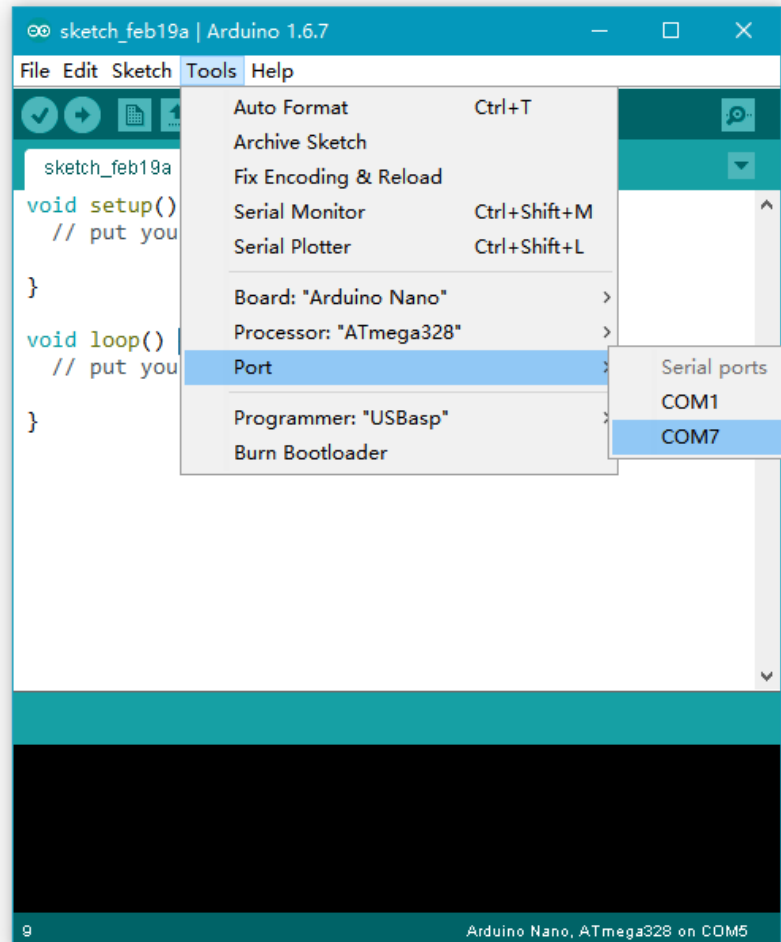 sketch_feb19a | Arduino 1.6.7
File Edit Sketch Tools Help
sketch_feb19a
void setup()
// put you
}
void loop()
// put you
}
Auto Format Ctrl+T
Archive Sketch
Fix Encoding & Reload
Serial Monitor Ctrl+Shift+M
Serial Plotter Ctrl+Shift+L
Board: "Arduino Nano"
Processor: "ATmega328"
Port
Programmer: "USBasp"
Burn Bootloader
Serial ports
COM1
COM7
9 Arduino Nano, ATmega328 on COM5